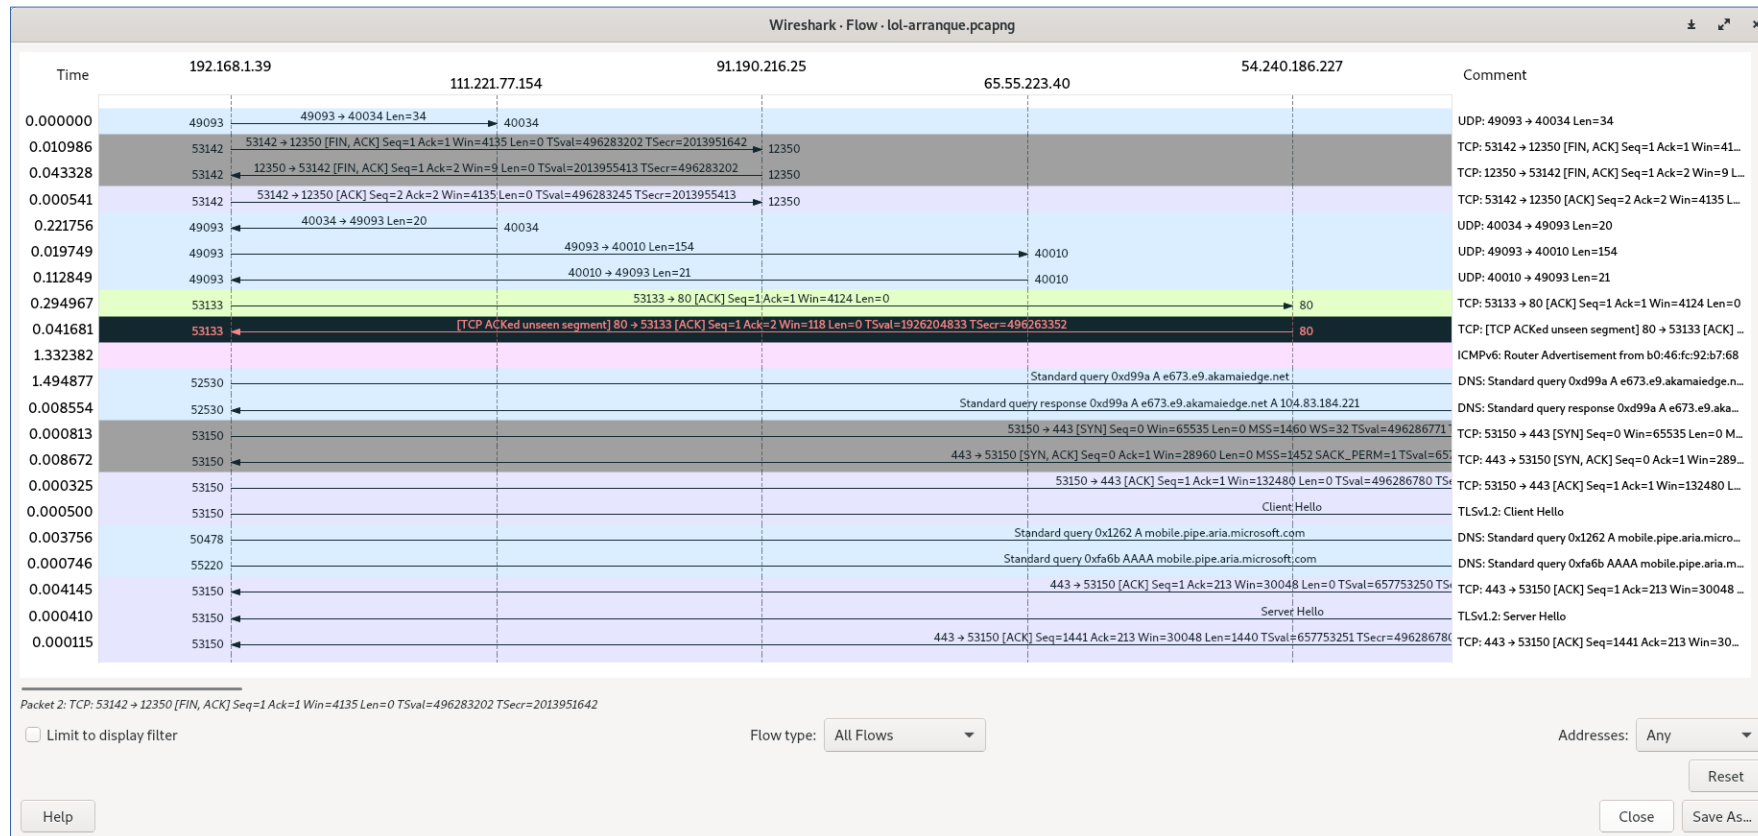 Wireshark · Flow · lol-arranque.pcapng
Time 192.168.1.39 111.221.77.154 91.190.216.25 65.55.223.40 54.240.186.227 Comment
0.000000 49093 49093 → 40034 Len=34 40034 UDP: 49093 → 40034 Len=34
0.010986 53142 53142 → 12350 [FIN, ACK] Seq=1 Ack=1 Win=4135 Len=0 TSval=496283202 TSecr=2013951642 12350 TCP: 53142 → 12350 [FIN, ACK] Seq=1 Ack=1 Win=41...
0.043328 53142 12350 → 53142 [FIN, ACK] Seq=1 Ack=2 Win=9 Len=0 TSval=2013955413 TSecr=496283202 12350 TCP: 12350 → 53142 [FIN, ACK] Seq=1 Ack=2 Win=9 L...
0.000541 53142 53142 → 12350 [ACK] Seq=2 Ack=2 Win=4135 Len=0 TSval=496283245 TSecr=2013955413 12350 TCP: 53142 → 12350 [ACK] Seq=2 Ack=2 Win=4135 L...
0.221756 49093 40034 → 49093 Len=20 40034 UDP: 40034 → 49093 Len=20
0.019749 49093 49093 → 40010 Len=154 40010 UDP: 49093 → 40010 Len=154
0.112849 49093 40010 → 49093 Len=21 40010 UDP: 40010 → 49093 Len=21
0.294967 53133 53133 → 80 [ACK] Seq=1 Ack=1 Win=4124 Len=0 80 TCP: 53133 → 80 [ACK] Seq=1 Ack=1 Win=4124 Len=0
0.041681 53133 [TCP ACKed unseen segment] 80 → 53133 [ACK] Seq=1 Ack=2 Win=118 Len=0 TSval=1926204833 TSecr=496263352 80 TCP: [TCP ACKed unseen segment] 80 → 53133 [ACK] ...
1.332382 ICMPv6: Router Advertisement from b0:46:fc:92:b7:68
1.494877 52530 Standard query 0xd99a A e673.e9.akamaiedge.net DNS: Standard query 0xd99a A e673.e9.akamaiedge.n...
0.008554 52530 Standard query response 0xd99a A e673.e9.akamaiedge.net A 104.83.184.221 DNS: Standard query response 0xd99a A e673.e9.aka...
0.000813 53150 53150 → 443 [SYN] Seq=0 Win=65535 Len=0 MSS=1460 WS=32 TSval=496286771 TCP: 53150 → 443 [SYN] Seq=0 Win=65535 Len=0 M...
0.008672 53150 443 → 53150 [SYN, ACK] Seq=0 Ack=1 Win=28960 Len=0 MSS=1452 SACK_PERM=1 TSval=657 TCP: 443 → 53150 [SYN, ACK] Seq=0 Ack=1 Win=289...
0.000325 53150 53150 → 443 [ACK] Seq=1 Ack=1 Win=132480 Len=0 TSval=496286780 TSe TCP: 53150 → 443 [ACK] Seq=1 Ack=1 Win=132480 L...
0.000500 53150 Client Hello TLSv1.2: Client Hello
0.003756 50478 Standard query 0x1262 A mobile.pipe.aria.microsoft.com DNS: Standard query 0x1262 A mobile.pipe.aria.micro...
0.000746 55220 Standard query 0xfa6b AAAA mobile.pipe.aria.microsoft.com DNS: Standard query 0xfa6b AAAA mobile.pipe.aria.m...
0.004145 53150 443 → 53150 [ACK] Seq=1 Ack=213 Win=30048 Len=0 TSval=657753250 TSe TCP: 443 → 53150 [ACK] Seq=1 Ack=213 Win=30048 ...
0.000410 53150 Server Hello TLSv1.2: Server Hello
0.000115 53150 443 → 53150 [ACK] Seq=1441 Ack=213 Win=30048 Len=1440 TSval=657753251 TSecr=496286780 TCP: 443 → 53150 [ACK] Seq=1441 Ack=213 Win=30...
Packet 2: TCP: 53142 → 12350 [FIN, ACK] Seq=1 Ack=1 Win=4135 Len=0 TSval=496283202 TSecr=2013951642
Limit to display filter Flow type: All Flows Addresses: Any
Reset
Help Close Save As...